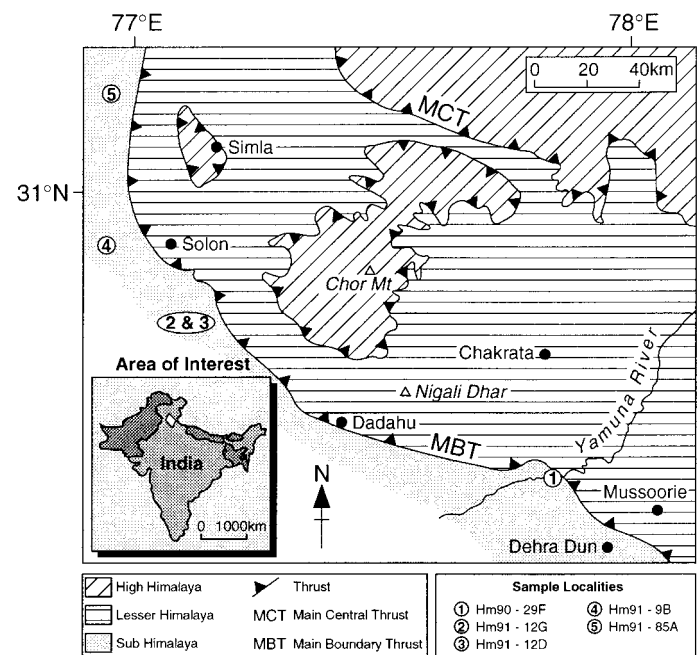 77°E
78°E
0 20 40km
⑤
MCT
Simla
31°N
④
Solon
Chor Mt
2 & 3
Chakrata
Yamuna River
Area of Interest
Nigali Dhar
Dadahu
MBT
India
N
①
Mussoorie
0 1000km
Dehra Dun
High Himalaya
Thrust
Lesser Himalaya
MCT Main Central Thrust
Sub Himalaya
MBT Main Boundary Thrust
Sample Localities
① Hm90 - 29F
② Hm91 - 12G
③ Hm91 - 12D
④ Hm91 - 9B
⑤ Hm91 - 85A